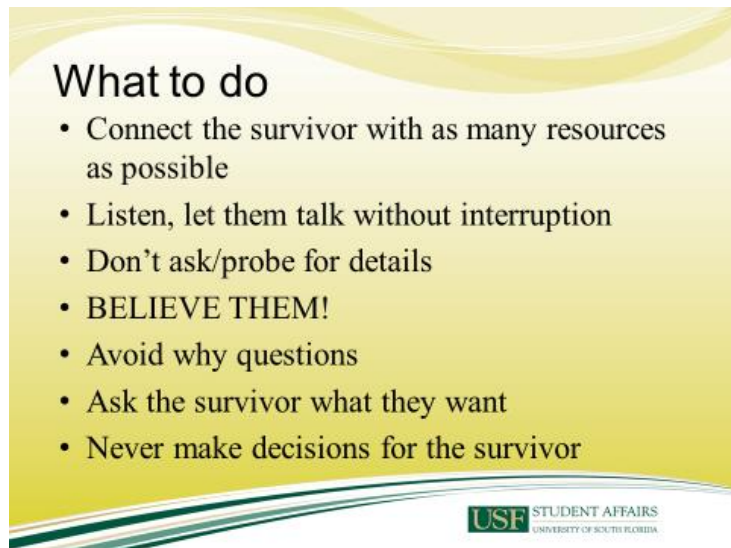 What to do
• Connect the survivor with as many resources
as possible
• Listen, let them talk without interruption
• Don't ask/probe for details
• BELIEVE THEM!
• Avoid why questions
• Ask the survivor what they want
• Never make decisions for the survivor
USF STUDENT AFFAIRS
UNIVERSITY OF SOUTH FLORIDA